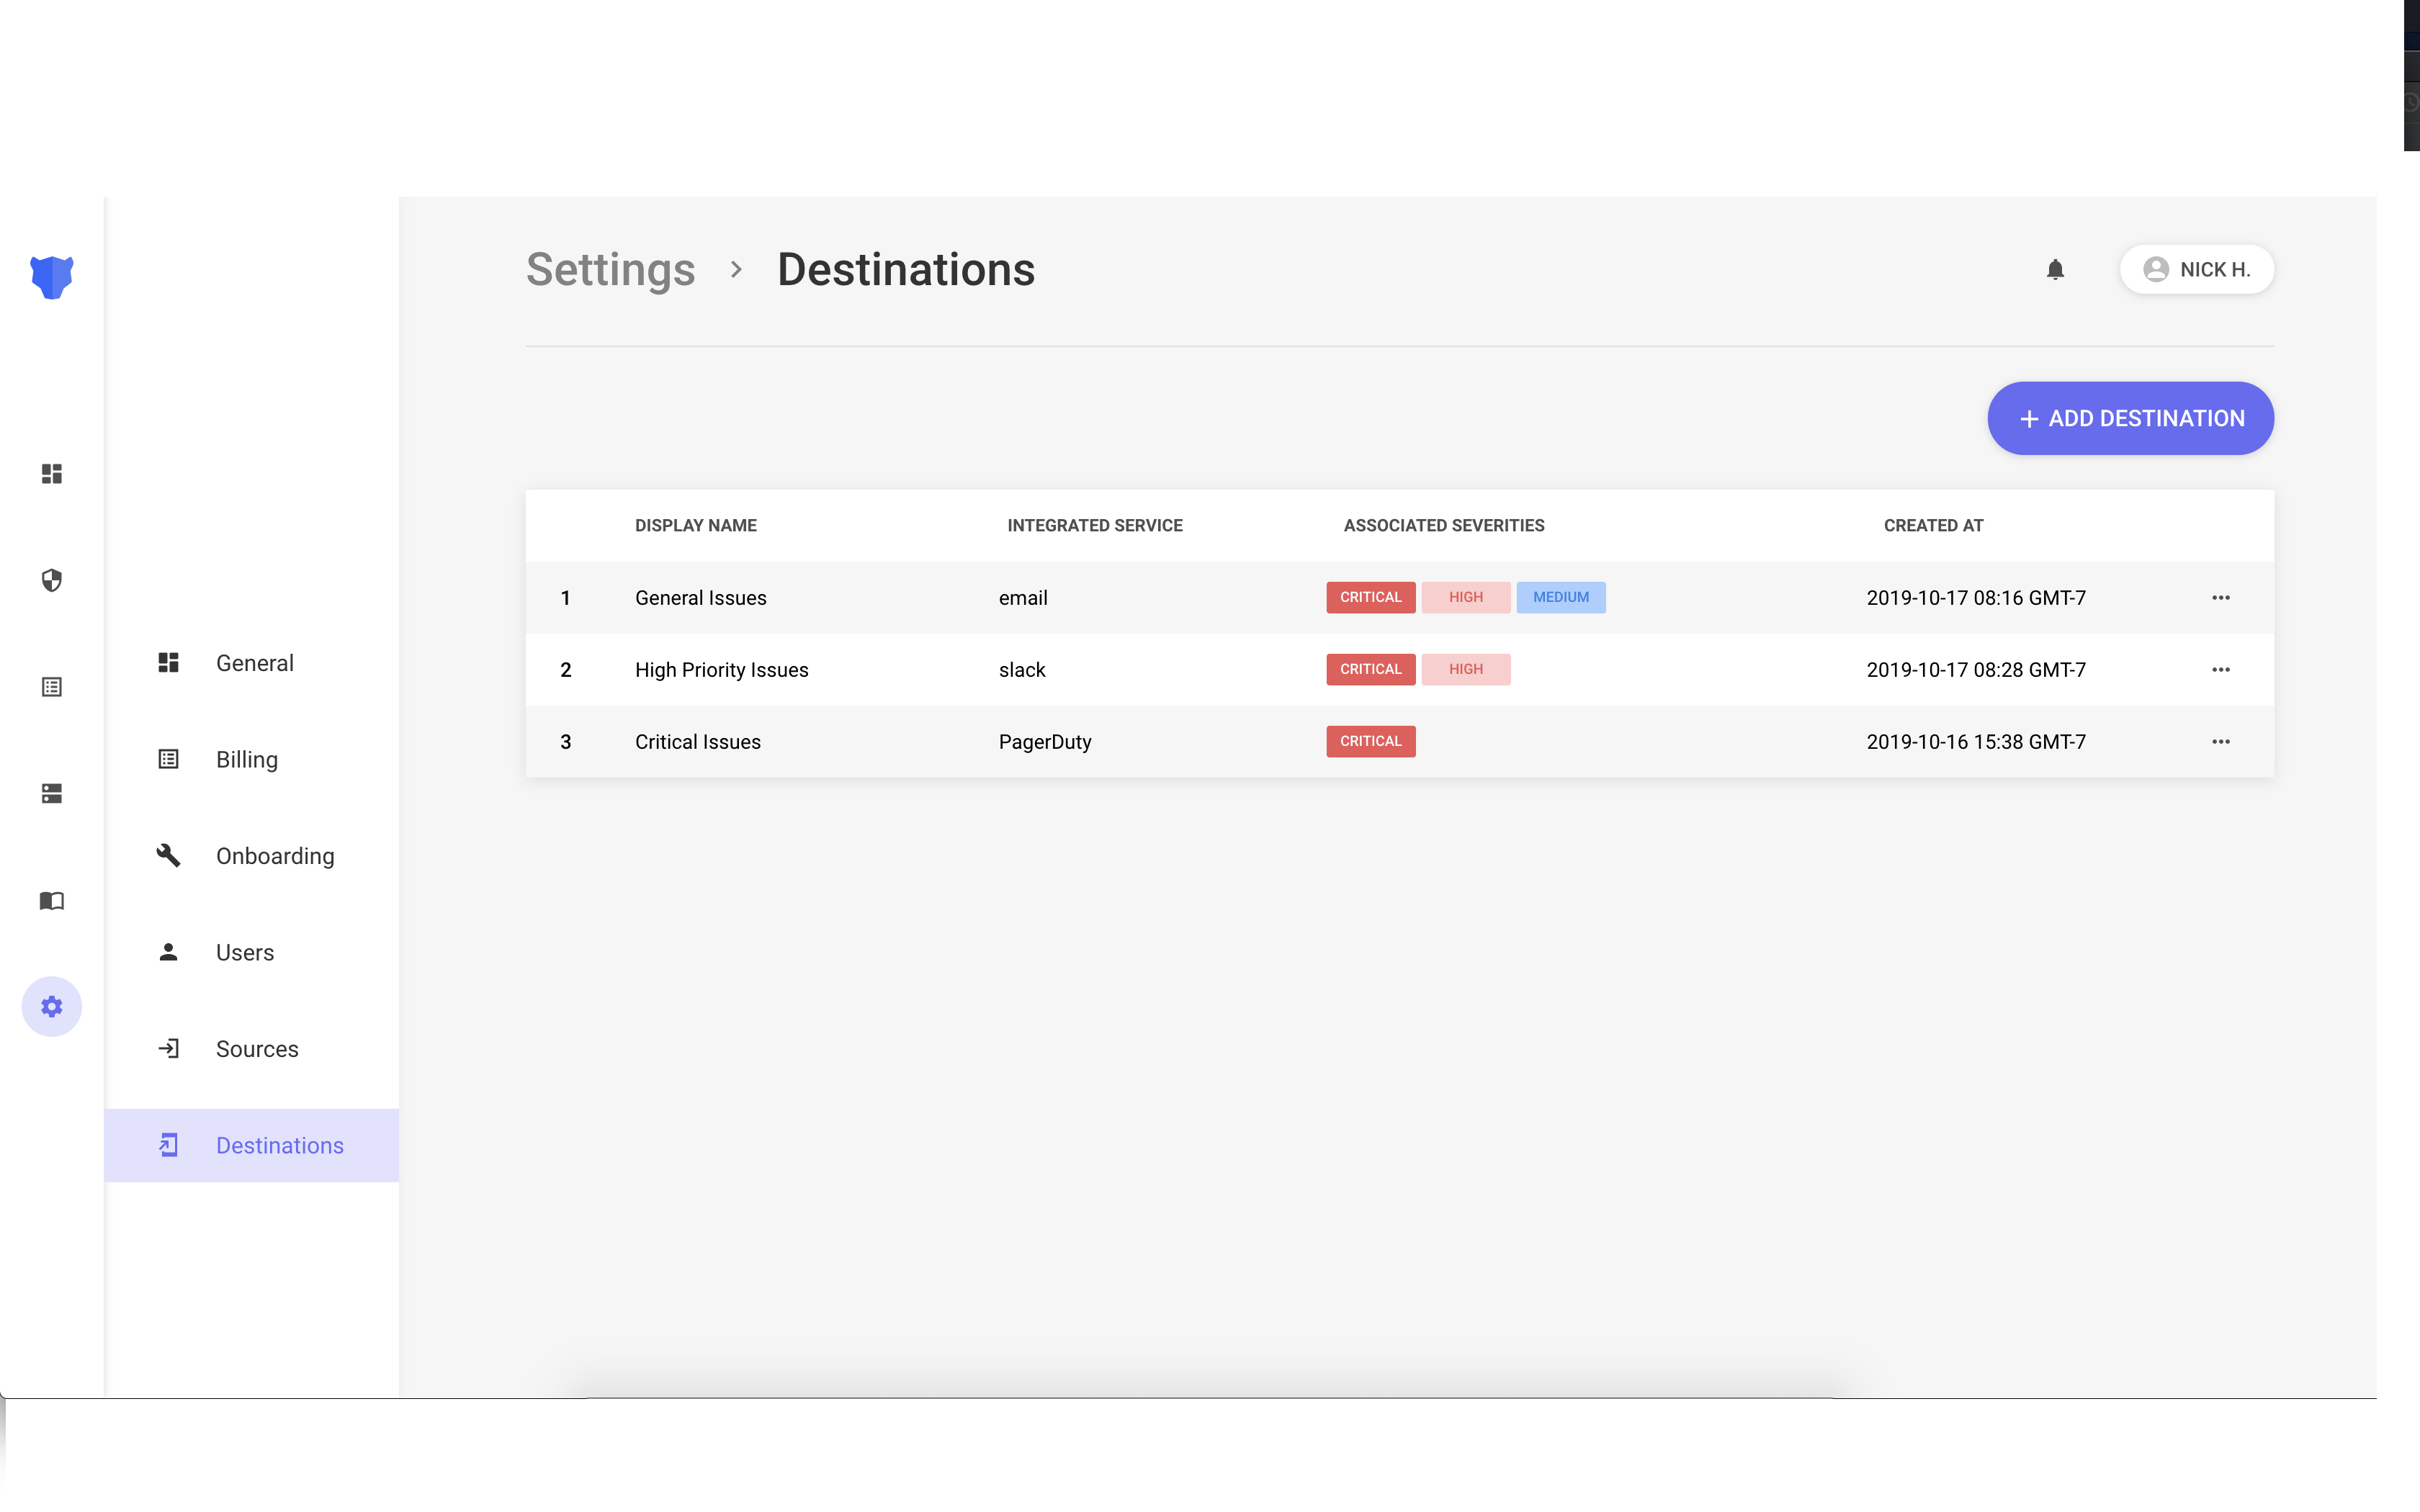 Settings > Destinations
NICK H.
+ ADD DESTINATION
DISPLAY NAME INTEGRATED SERVICE ASSOCIATED SEVERITIES CREATED AT
1 General Issues email CRITICAL HIGH MEDIUM 2019-10-17 08:16 GMT-7 ...
2 High Priority Issues slack CRITICAL HIGH 2019-10-17 08:28 GMT-7 ...
3 Critical Issues PagerDuty CRITICAL 2019-10-16 15:38 GMT-7 ...
General
Billing
Onboarding
Users
Sources
Destinations